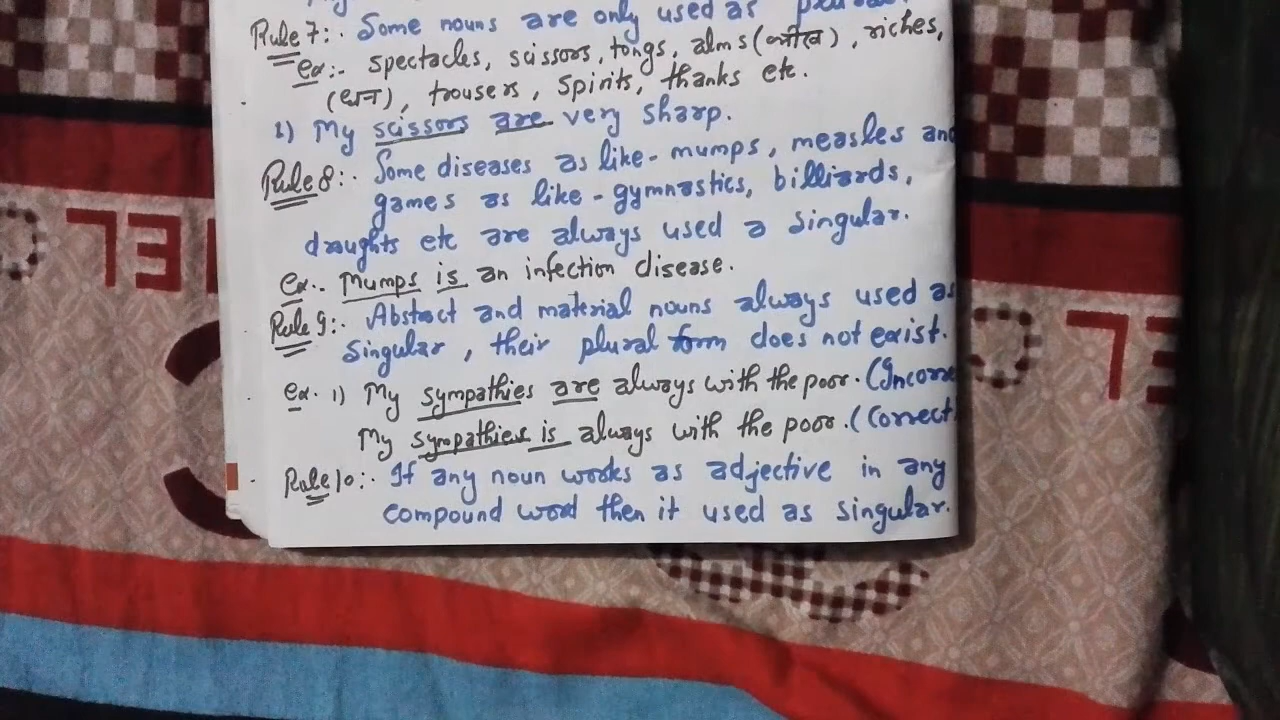 Rule 7:- Some nouns are only used as plural.
ex:- spectacles, scissors, tongs, alms (भीख), riches,
(धन), trousers, spirits, thanks etc.
1) My scissors are very sharp.
Rule 8:- Some diseases as like - mumps, measles and
games as like - gymnastics, billiards,
draughts etc are always used a singular.
ex:- Mumps is an infection disease.
Rule 9:- Abstract and material nouns always used as
singular, their plural form does not exist.
ex. 1) My sympathies are always with the poor. (Incorre
My sympathies is always with the poor. (Correct
Rule 10:- If any noun works as adjective in any
compound word then it used as singular.
EL
EL